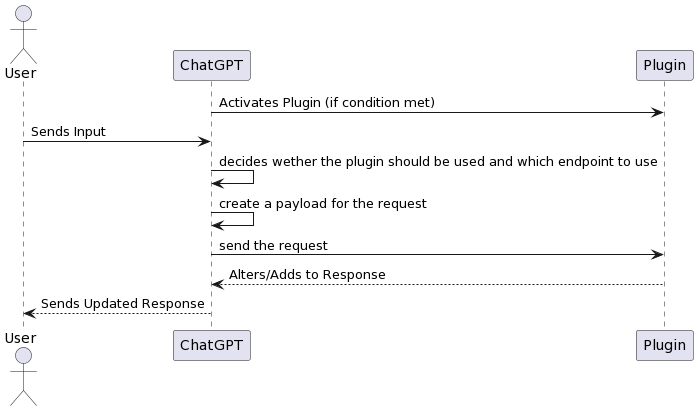 User
ChatGPT
Plugin
Activates Plugin (if condition met)
Sends Input
decides wether the plugin should be used and which endpoint to use
create a payload for the request
send the request
Alters/Adds to Response
Sends Updated Response
User
ChatGPT
Plugin